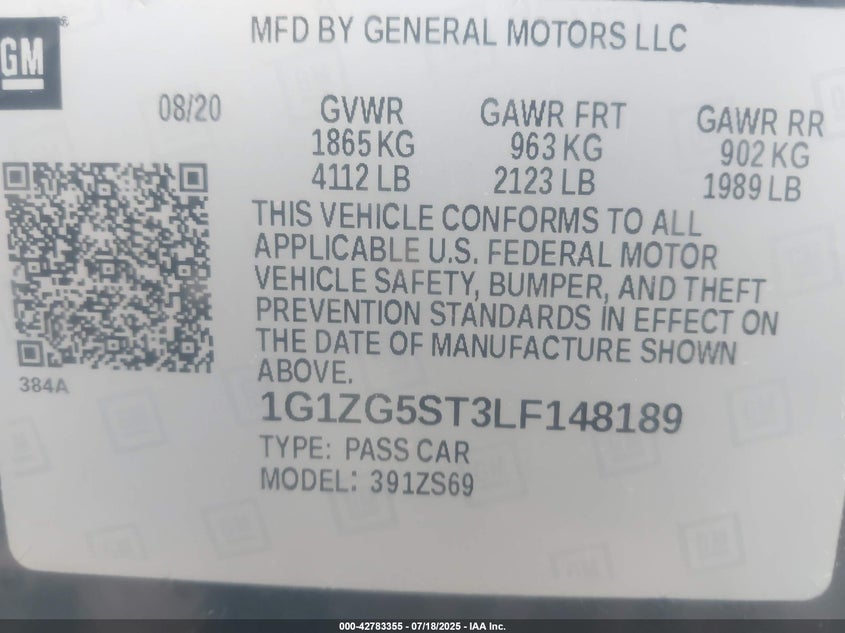 GM®
MFD BY GENERAL MOTORS LLC
08/20
GVWR
1865 KG
4112 LB
GAWR FRT
963 KG
2123 LB
GAWR RR
902 KG
1989 LB
THIS VEHICLE CONFORMS TO ALL
APPLICABLE U.S. FEDERAL MOTOR
VEHICLE SAFETY, BUMPER, AND THEFT
PREVENTION STANDARDS IN EFFECT ON
THE DATE OF MANUFACTURE SHOWN
ABOVE.
384A
1G1ZG5ST3LF148189
TYPE: PASS CAR
MODEL: 391ZS69
000-42783355 - 07/18/2025 - IAA Inc.